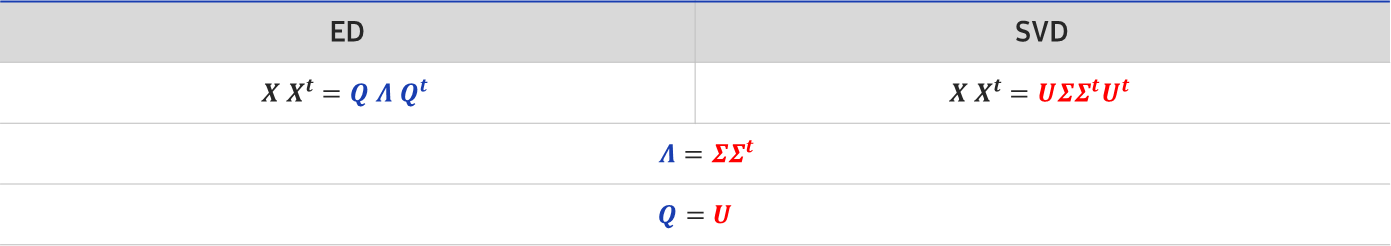 ED
SVD
X Xᵗ = Q Λ Qᵗ
X Xᵗ = UΣΣᵗUᵗ
Λ = ΣΣᵗ
Q = U